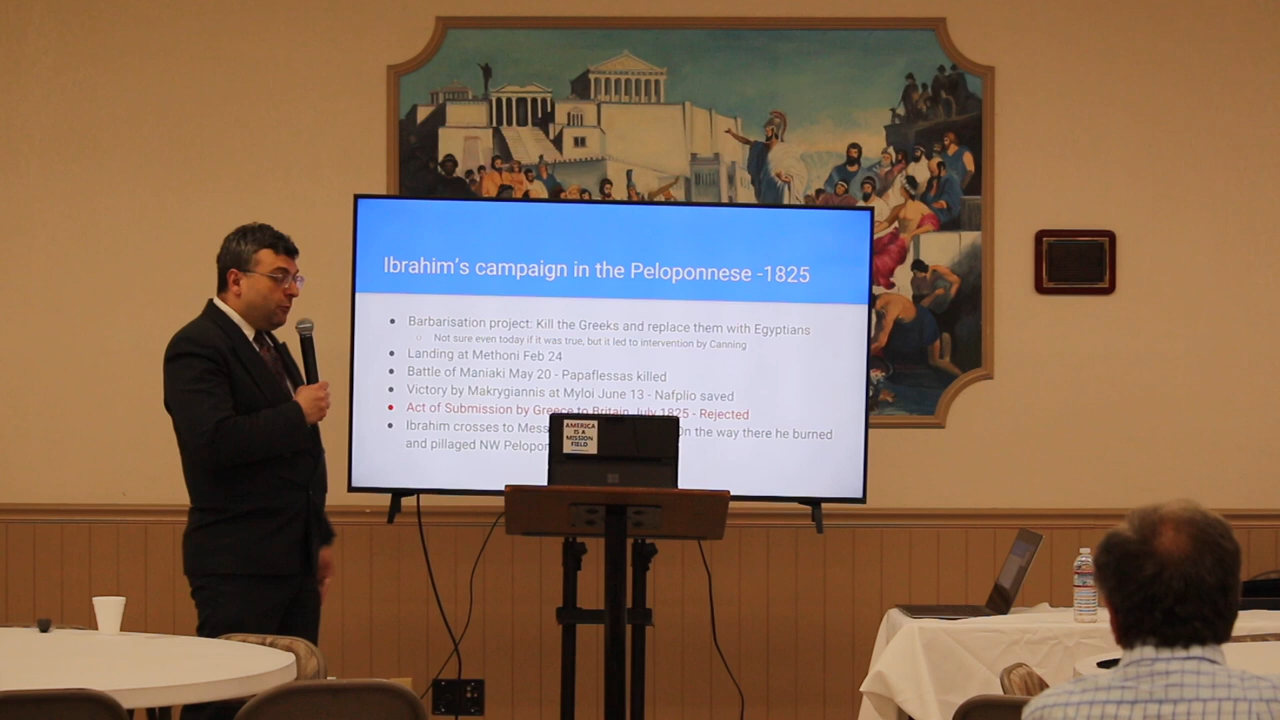 Ibrahim's campaign in the Peloponnese -1825
Barbarisation project: Kill the Greeks and replace them with Egyptians
Not sure even today if it was true, but it led to intervention by Canning
Landing at Methoni Feb 24
Battle of Maniaki May 20 - Papaflessas killed
Victory by Makrygiannis at Myloi June 13 - Nafplio saved
Act of Submission by Greece to Britain July 1825 - Rejected
Ibrahim crosses to On the way there he burned
and pillaged NW
AMERICA
IS A
MISSION
FIELD